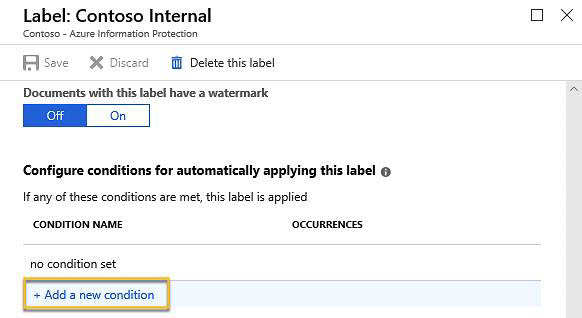 Label: Contoso Internal
Contoso - Azure Information Protection
Save Discard Delete this label
Documents with this label have a watermark
Off On
Configure conditions for automatically applying this label
If any of these conditions are met, this label is applied
CONDITION NAME OCCURRENCES
no condition set
+ Add a new condition